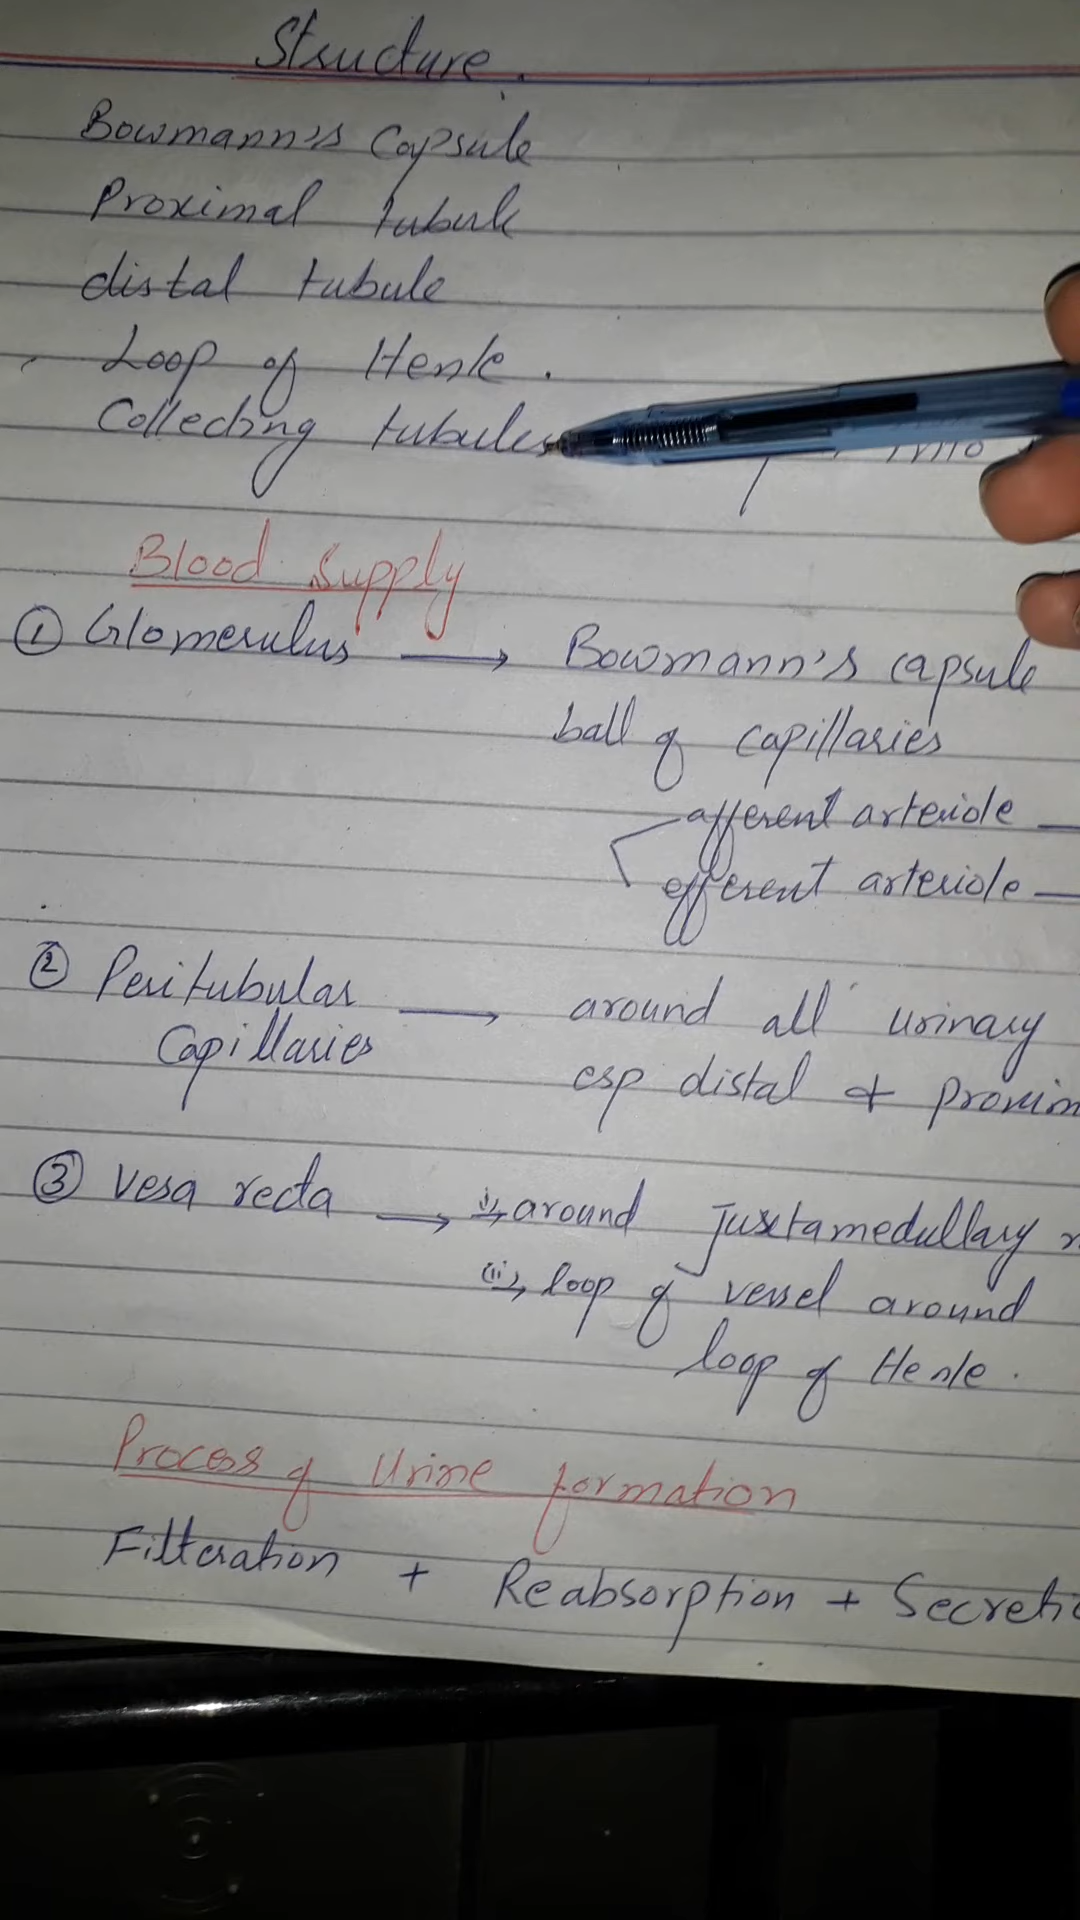 Structure.
Bowmann's Capsule
Proximal tubule
distal tubule
Loop of Henle.
Collecting tubules
Blood Supply
① Glomerulus → Bowmann's capsule
ball of capillaries
afferent arteriole —
efferent arteriole —
② Peritubular → around all urinary
Capillaries esp distal & proxim
③ Vesa recta → i, around Juxtamedullary n
(ii), loop of vessel around
loop of Henle.
Process of Urine formation
Filteration + Reabsorption + Secretio